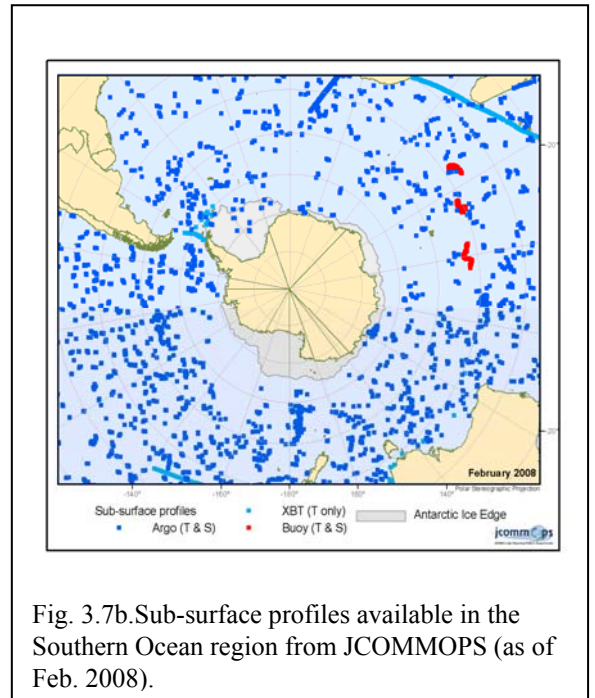 -20°
-20°
February 2008
Polar Stereographic Projection
-140° -160° -180° 160° 140°
Sub-surface profiles XBT (T only) Antarctic Ice Edge
Argo (T & S) Buoy (T & S)
jcommops
Fig. 3.7b.Sub-surface profiles available in the
Southern Ocean region from JCOMMOPS (as of
Feb. 2008).